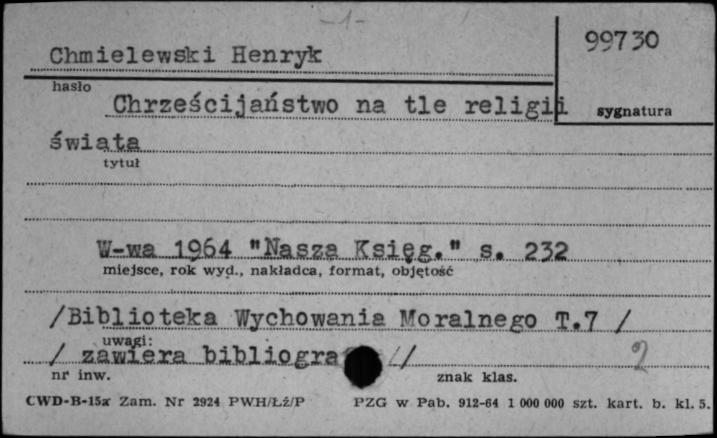 -1-
99730
Chmielewski Henryk
hasło
Chrześcijaństwo na tle religii
sygnatura
świata
tytuł
W-wa 1964 "Nasza Księg." s. 232
miejsce, rok wyd., nakładca, format, objętość
/Biblioteka Wychowania Moralnego T.7 /
uwagi:
/ zawiera bibliogra /
2
nr inw.
znak klas.
CWD-B-15a Zam. Nr 2924 PWH/Łź/P PZG w Pab. 912-64 1 000 000 szt. kart. b. kl. 5.